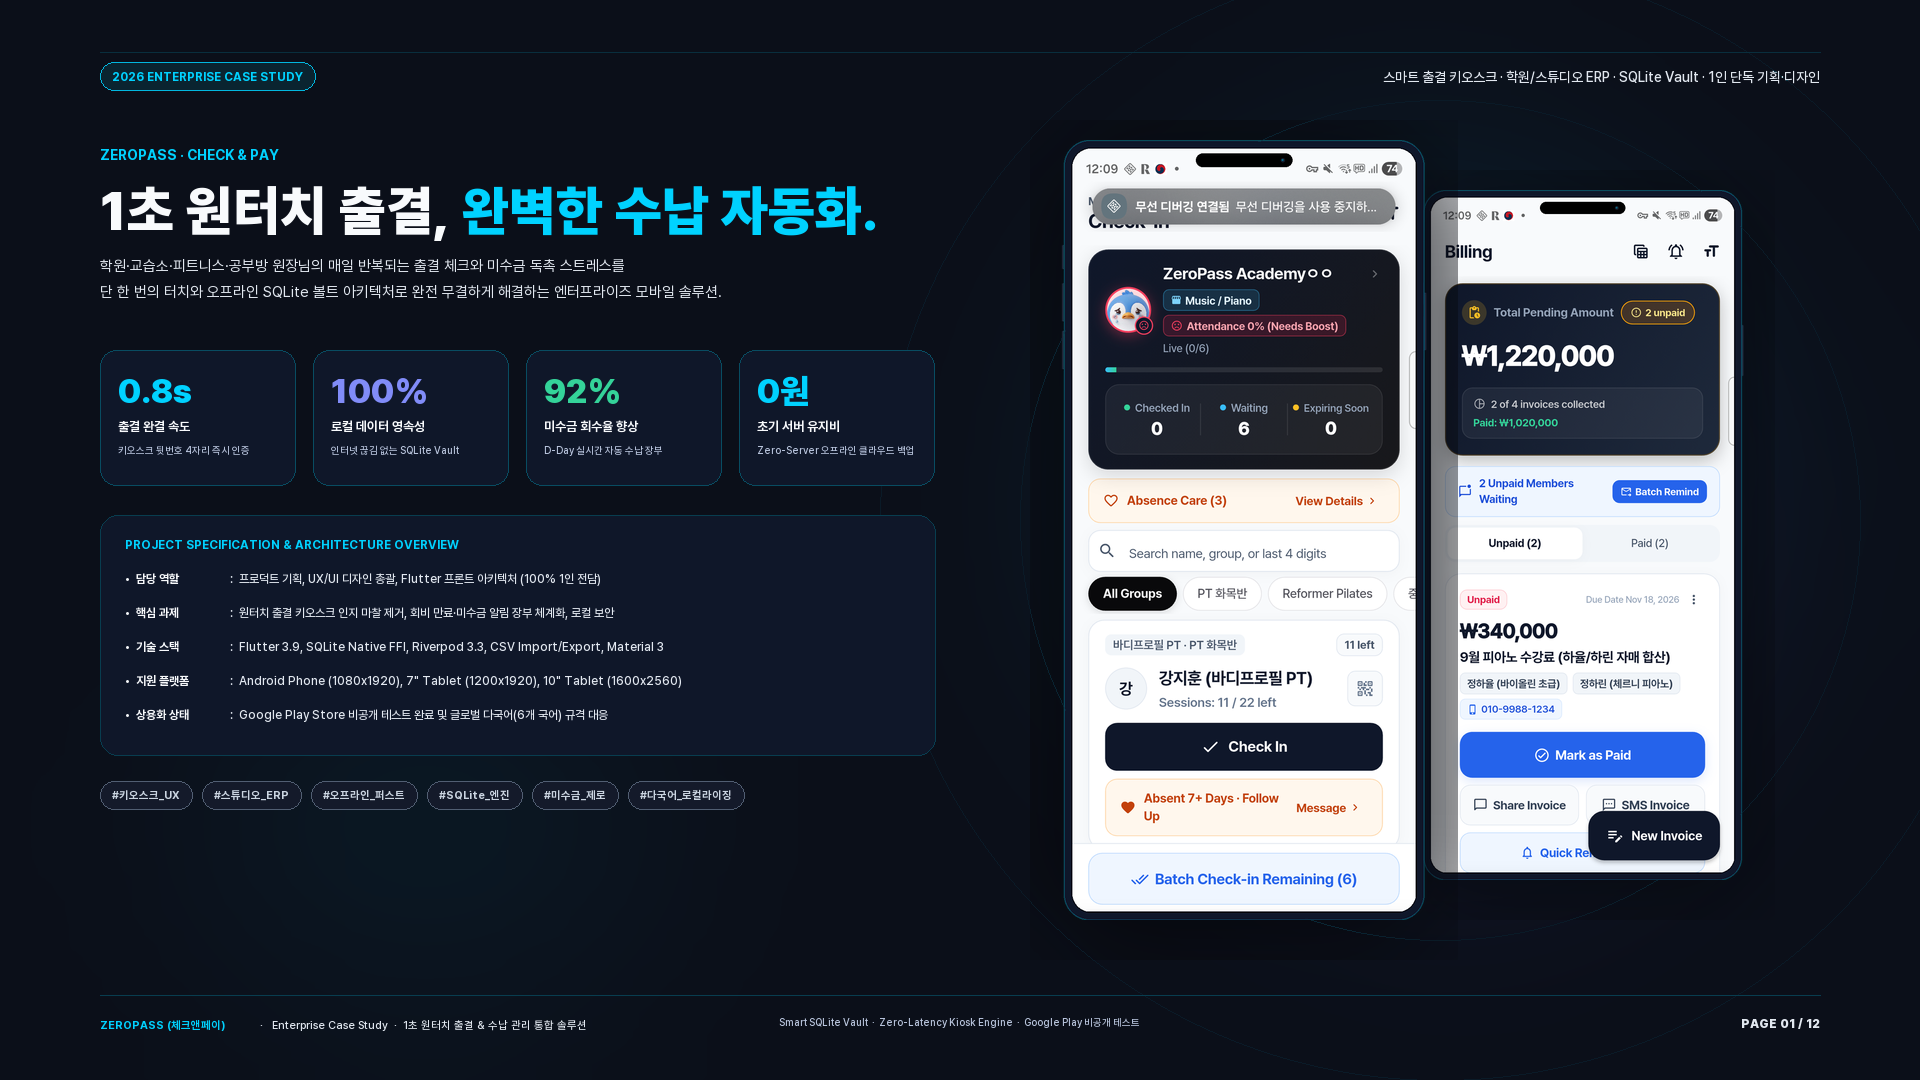 2026 ENTERPRISE CASE STUDY
스마트 출결 키오스크 · 학원/스튜디오 ERP · SQLite Vault · 1인 단독 기획·디자인
ZEROPASS · CHECK & PAY
1초 원터치 출결, 완벽한 수납 자동화.
학원·교습소·피트니스·공부방 원장님의 매일 반복되는 출결 체크와 미수금 독촉 스트레스를
단 한 번의 터치와 오프라인 SQLite 볼트 아키텍처로 완전 무결하게 해결하는 엔터프라이즈 모바일 솔루션.
0.8s
출결 완결 속도
키오스크 뒷번호 4자리 즉시 인증
100%
로컬 데이터 영속성
인터넷 끊김 없는 SQLite Vault
92%
미수금 회수율 향상
D-Day 실시간 자동 수납 장부
0원
초기 서버 유지비
Zero-Server 오프라인 클라우드 백업
PROJECT SPECIFICATION & ARCHITECTURE OVERVIEW
• 담당 역할 : 프로덕트 기획, UX/UI 디자인 총괄, Flutter 프론트 아키텍처 (100% 1인 전담)
• 핵심 과제 : 원터치 출결 키오스크 인지 마찰 제거, 회비 만료·미수금 알림 장부 체계화, 로컬 보안
• 기술 스택 : Flutter 3.9, SQLite Native FFI, Riverpod 3.3, CSV Import/Export, Material 3
• 지원 플랫폼 : Android Phone (1080x1920), 7" Tablet (1200x1920), 10" Tablet (1600x2560)
• 상용화 상태 : Google Play Store 비공개 테스트 완료 및 글로벌 다국어(6개 국어) 규격 대응
#키오스크_UX #스튜디오_ERP #오프라인_퍼스트 #SQLite_엔진 #미수금_제로 #다국어_로컬라이징
12:09 R 74
무선 디버깅 연결됨 무선 디버깅을 사용 중지하...
Check-in
ZeroPass Academyㅇㅇ
Music / Piano
Attendance 0% (Needs Boost)
Live (0/6)
Checked In Waiting Expiring Soon
0 6 0
Absence Care (3) View Details
Search name, group, or last 4 digits
All Groups PT 화목반 Reformer Pilates
바디프로필 PT · PT 화목반 11 left
강 강지훈 (바디프로필 PT)
Sessions: 11 / 22 left
Check In
Absent 7+ Days · Follow Up Message
Batch Check-in Remaining (6)
12:09 R 74
Billing
Total Pending Amount 2 unpaid
₩1,220,000
2 of 4 invoices collected
Paid: ₩1,020,000
2 Unpaid Members
Waiting
Batch Remind
Unpaid (2) Paid (2)
Unpaid Due Date Nov 18, 2026
₩340,000
9월 피아노 수강료 (하율/하린 자매 합산)
정하율 (바이올린 초급) 정하린 (체르니 피아노)
010-9988-1234
Mark as Paid
Share Invoice SMS Invoice
Quick
New Invoice
ZEROPASS (체크앤페이) · Enterprise Case Study · 1초 원터치 출결 & 수납 관리 통합 솔루션
Smart SQLite Vault · Zero-Latency Kiosk Engine · Google Play 비공개 테스트
PAGE 01 / 12